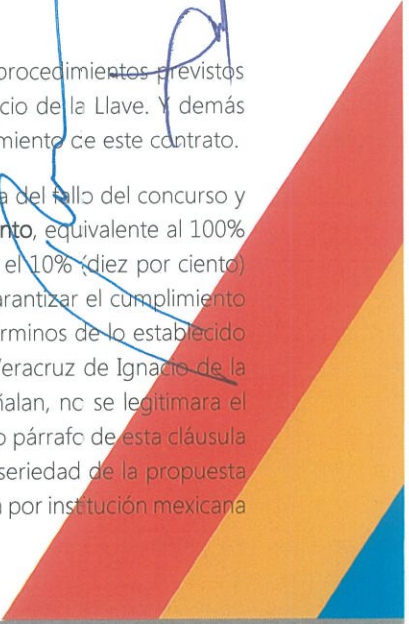 procedimientos previstos
cio de la Llave. Y demás
miento de este contrato.
a del fallo del concurso y
nto, equivalente al 100%
el 10% (diez por ciento)
arantizar el cumplimiento
rminos de lo establecido
Veracruz de Ignacio de la
ñalan, no se legitimara el
o párrafo de esta cláusula
seriedad de la propuesta
a por institución mexicana